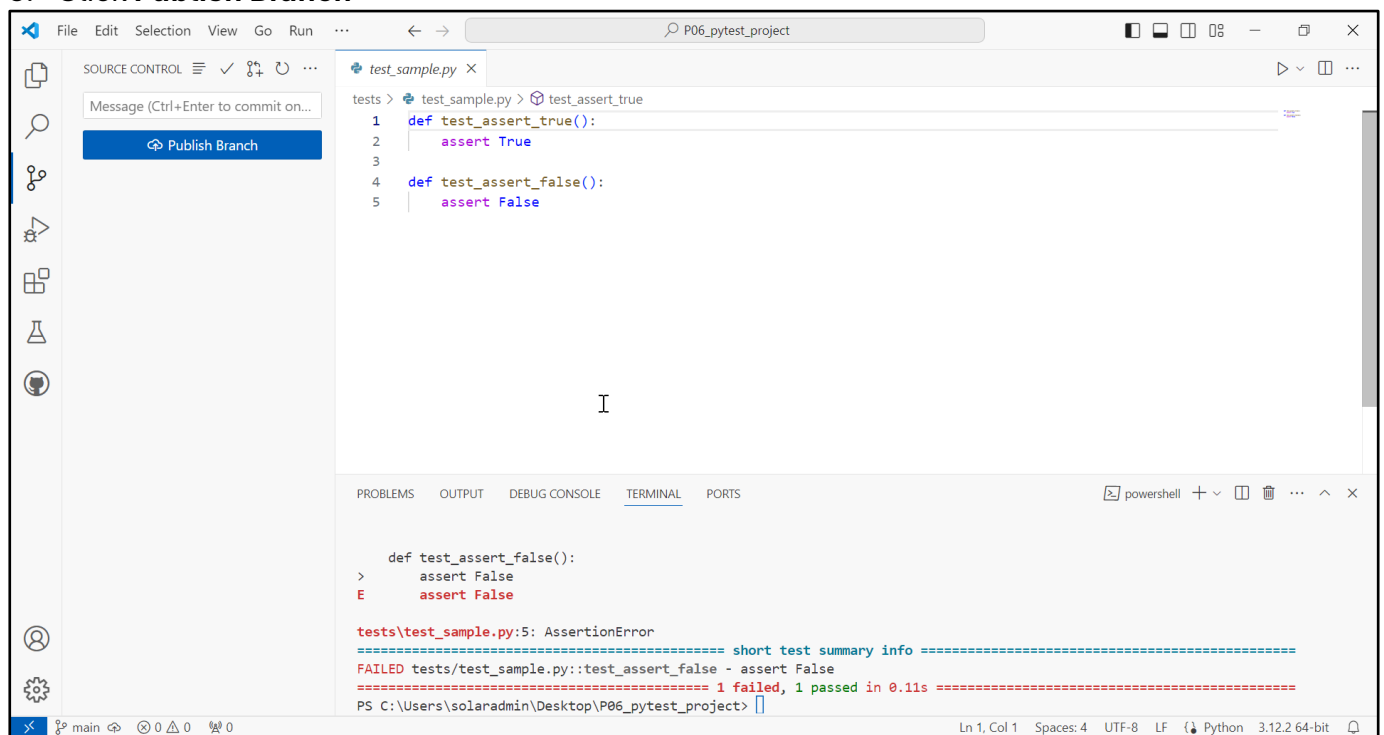 Click Publish Branch
File Edit Selection View Go Run ··· P06_pytest_project
SOURCE CONTROL
test_sample.py
Message (Ctrl+Enter to commit on...
tests > test_sample.py > test_assert_true
Publish Branch
1 def test_assert_true():
2 assert True
3
4 def test_assert_false():
5 assert False
PROBLEMS OUTPUT DEBUG CONSOLE TERMINAL PORTS powershell
def test_assert_false():
> assert False
E assert False
tests\test_sample.py:5: AssertionError
=============================================== short test summary info ================================================
FAILED tests/test_sample.py::test_assert_false - assert False
============================================= 1 failed, 1 passed in 0.11s ==============================================
PS C:\Users\solaradmin\Desktop\P06_pytest_project>
main 0 0 0 Ln 1, Col 1 Spaces: 4 UTF-8 LF Python 3.12.2 64-bit